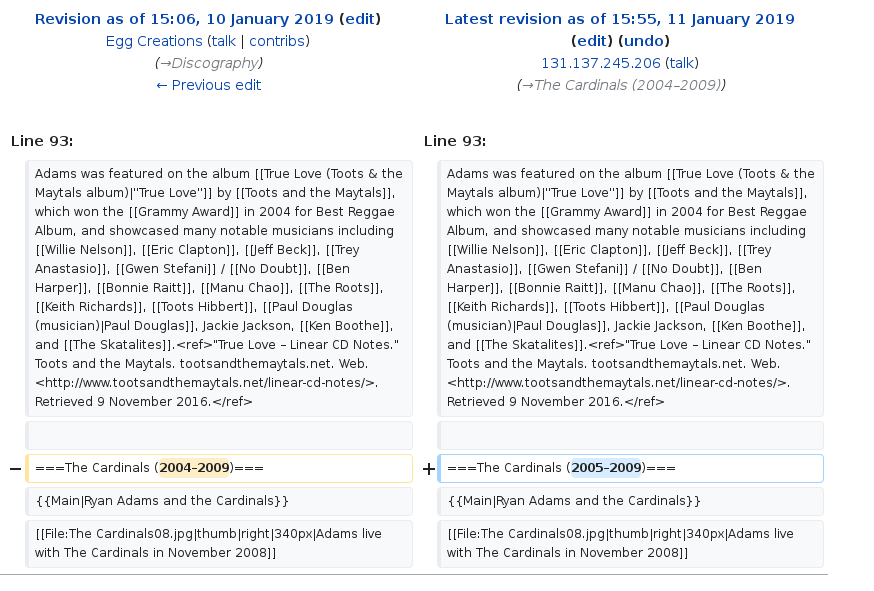 Revision as of 15:06, 10 January 2019 (edit)
Egg Creations (talk | contribs)
(→Discography)
← Previous edit
Latest revision as of 15:55, 11 January 2019
(edit) (undo)
131.137.245.206 (talk)
(→The Cardinals (2004–2009))
Line 93:
Adams was featured on the album [[True Love (Toots & the
Maytals album)|''True Love'']] by [[Toots and the Maytals]],
which won the [[Grammy Award]] in 2004 for Best Reggae
Album, and showcased many notable musicians including
[[Willie Nelson]], [[Eric Clapton]], [[Jeff Beck]], [[Trey
Anastasio]], [[Gwen Stefani]] / [[No Doubt]], [[Ben
Harper]], [[Bonnie Raitt]], [[Manu Chao]], [[The Roots]],
[[Keith Richards]], [[Toots Hibbert]], [[Paul Douglas
(musician)|Paul Douglas]], Jackie Jackson, [[Ken Boothe]],
and [[The Skatalites]].<ref>"True Love – Linear CD Notes."
Toots and the Maytals. tootsandthemaytals.net. Web.
<http://www.tootsandthemaytals.net/linear-cd-notes/>.
Retrieved 9 November 2016.</ref>
− ===The Cardinals (2004–2009)===
{{Main|Ryan Adams and the Cardinals}}
[[File:The Cardinals08.jpg|thumb|right|340px|Adams live
with The Cardinals in November 2008]]
Line 93:
Adams was featured on the album [[True Love (Toots & the
Maytals album)|''True Love'']] by [[Toots and the Maytals]],
which won the [[Grammy Award]] in 2004 for Best Reggae
Album, and showcased many notable musicians including
[[Willie Nelson]], [[Eric Clapton]], [[Jeff Beck]], [[Trey
Anastasio]], [[Gwen Stefani]] / [[No Doubt]], [[Ben
Harper]], [[Bonnie Raitt]], [[Manu Chao]], [[The Roots]],
[[Keith Richards]], [[Toots Hibbert]], [[Paul Douglas
(musician)|Paul Douglas]], Jackie Jackson, [[Ken Boothe]],
and [[The Skatalites]].<ref>"True Love – Linear CD Notes."
Toots and the Maytals. tootsandthemaytals.net. Web.
<http://www.tootsandthemaytals.net/linear-cd-notes/>.
Retrieved 9 November 2016.</ref>
+ ===The Cardinals (2005–2009)===
{{Main|Ryan Adams and the Cardinals}}
[[File:The Cardinals08.jpg|thumb|right|340px|Adams live
with The Cardinals in November 2008]]